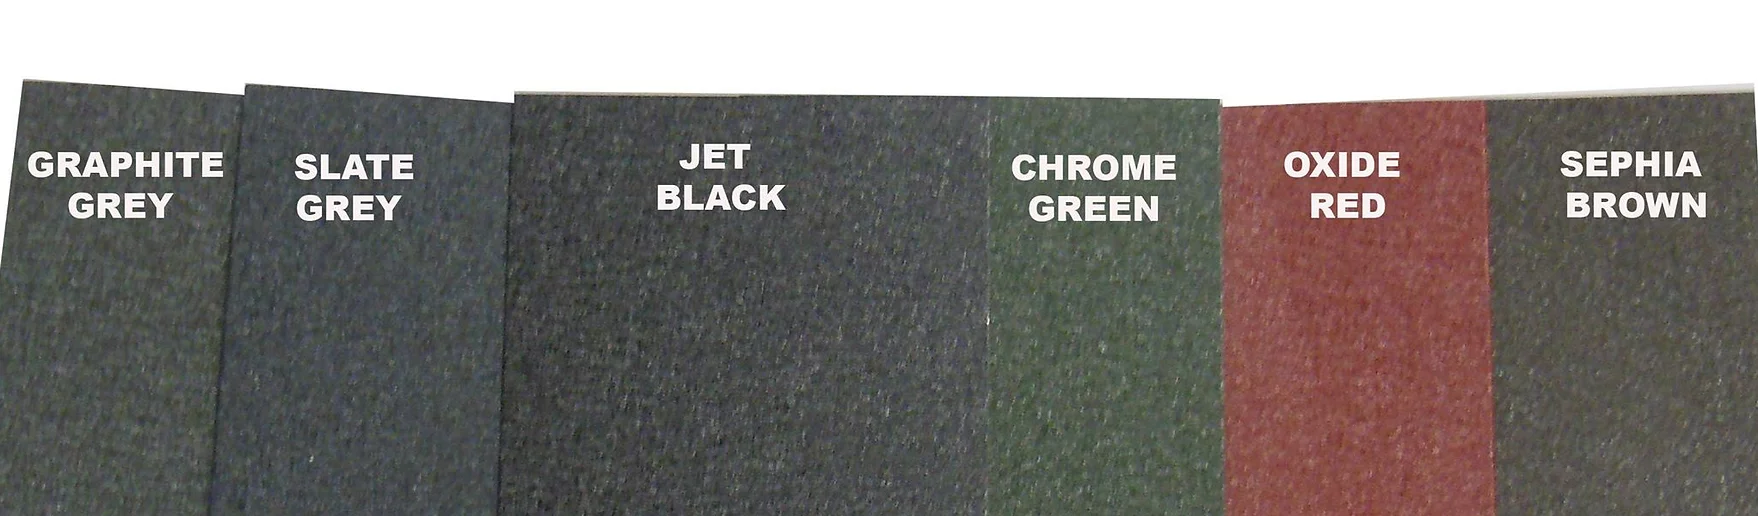 GRAPHITE
GREY
SLATE
GREY
JET
BLACK
CHROME
GREEN
OXIDE
RED
SEPHIA
BROWN